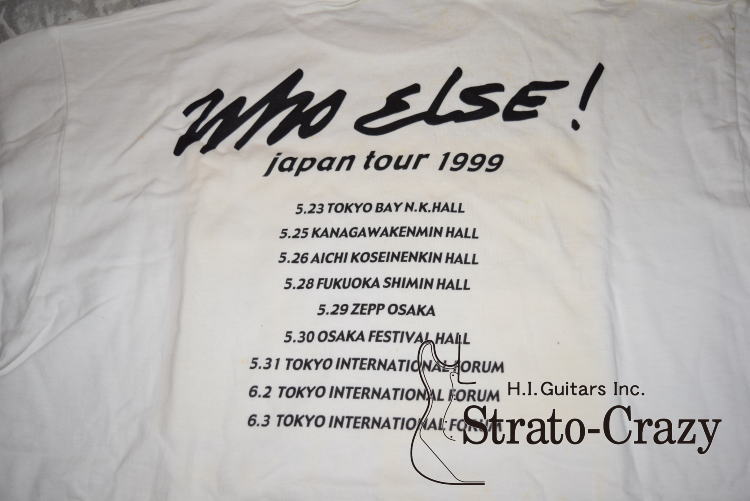 Who ELSE!
japan tour 1999
5.23 TOKYO BAY N.K.HALL
5.25 KANAGAWAKENMIN HALL
5.26 AICHI KOSEINENKIN HALL
5.28 FUKUOKA SHIMIN HALL
5.29 ZEPP OSAKA
5.30 OSAKA FESTIVAL HALL
5.31 TOKYO INTERNATIONAL FORUM
6.2 TOKYO INTERNATIONAL FORUM
6.3 TOKYO INTERNATIONAL FORUM
H.I.Guitars Inc.
Strato-Crazy